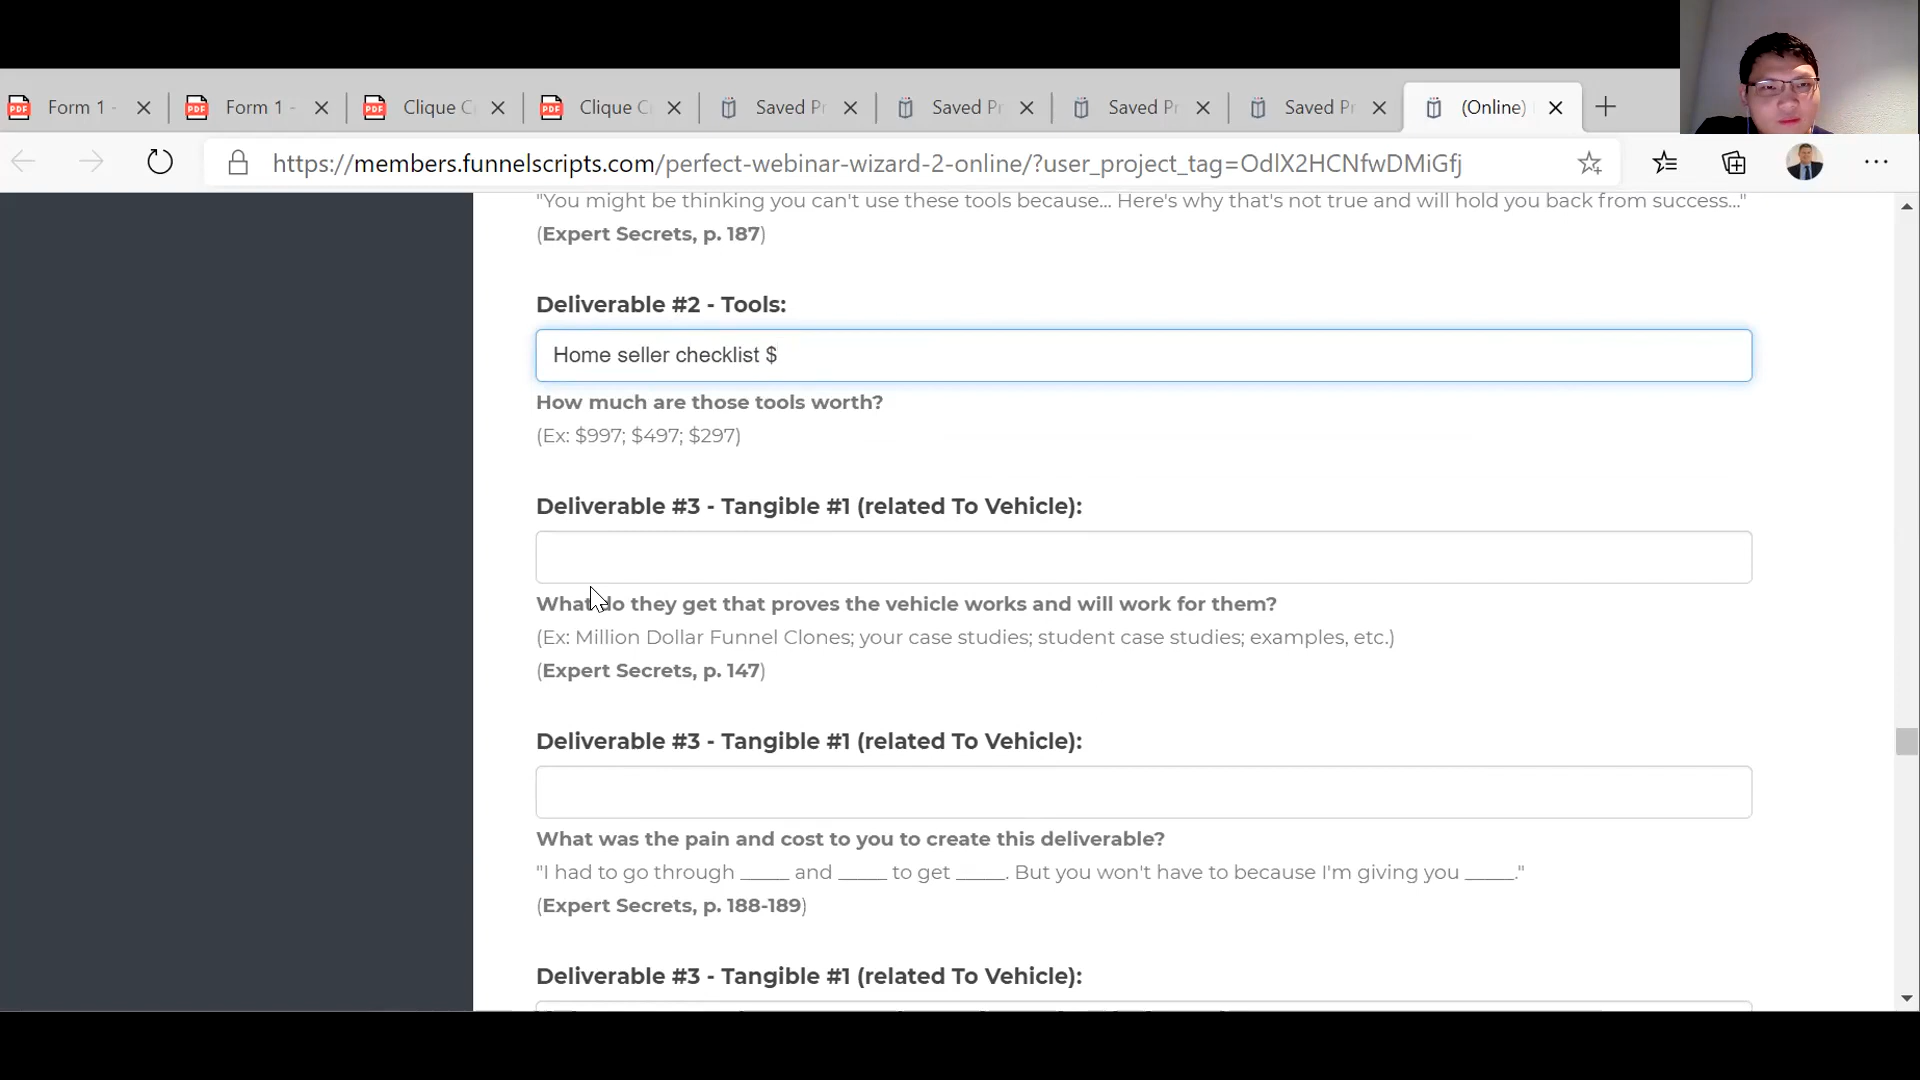 Form 1 -
Form 1 -
Clique C
Clique C
Saved Pr
Saved Pr
Saved Pr
Saved Pr
(Online)
https://members.funnelscripts.com/perfect-webinar-wizard-2-online/?user_project_tag=OdlX2HCNfwDMiGfj
"You might be thinking you can't use these tools because... Here's why that's not true and will hold you back from success..."
(Expert Secrets, p. 187)
Deliverable #2 - Tools:
Home seller checklist $
How much are those tools worth?
(Ex: $997; $497; $297)
Deliverable #3 - Tangible #1 (related To Vehicle):
What do they get that proves the vehicle works and will work for them?
(Ex: Million Dollar Funnel Clones; your case studies; student case studies; examples, etc.)
(Expert Secrets, p. 147)
Deliverable #3 - Tangible #1 (related To Vehicle):
What was the pain and cost to you to create this deliverable?
"I had to go through _____ and _____ to get _____. But you won't have to because I'm giving you _____."
(Expert Secrets, p. 188-189)
Deliverable #3 - Tangible #1 (related To Vehicle):